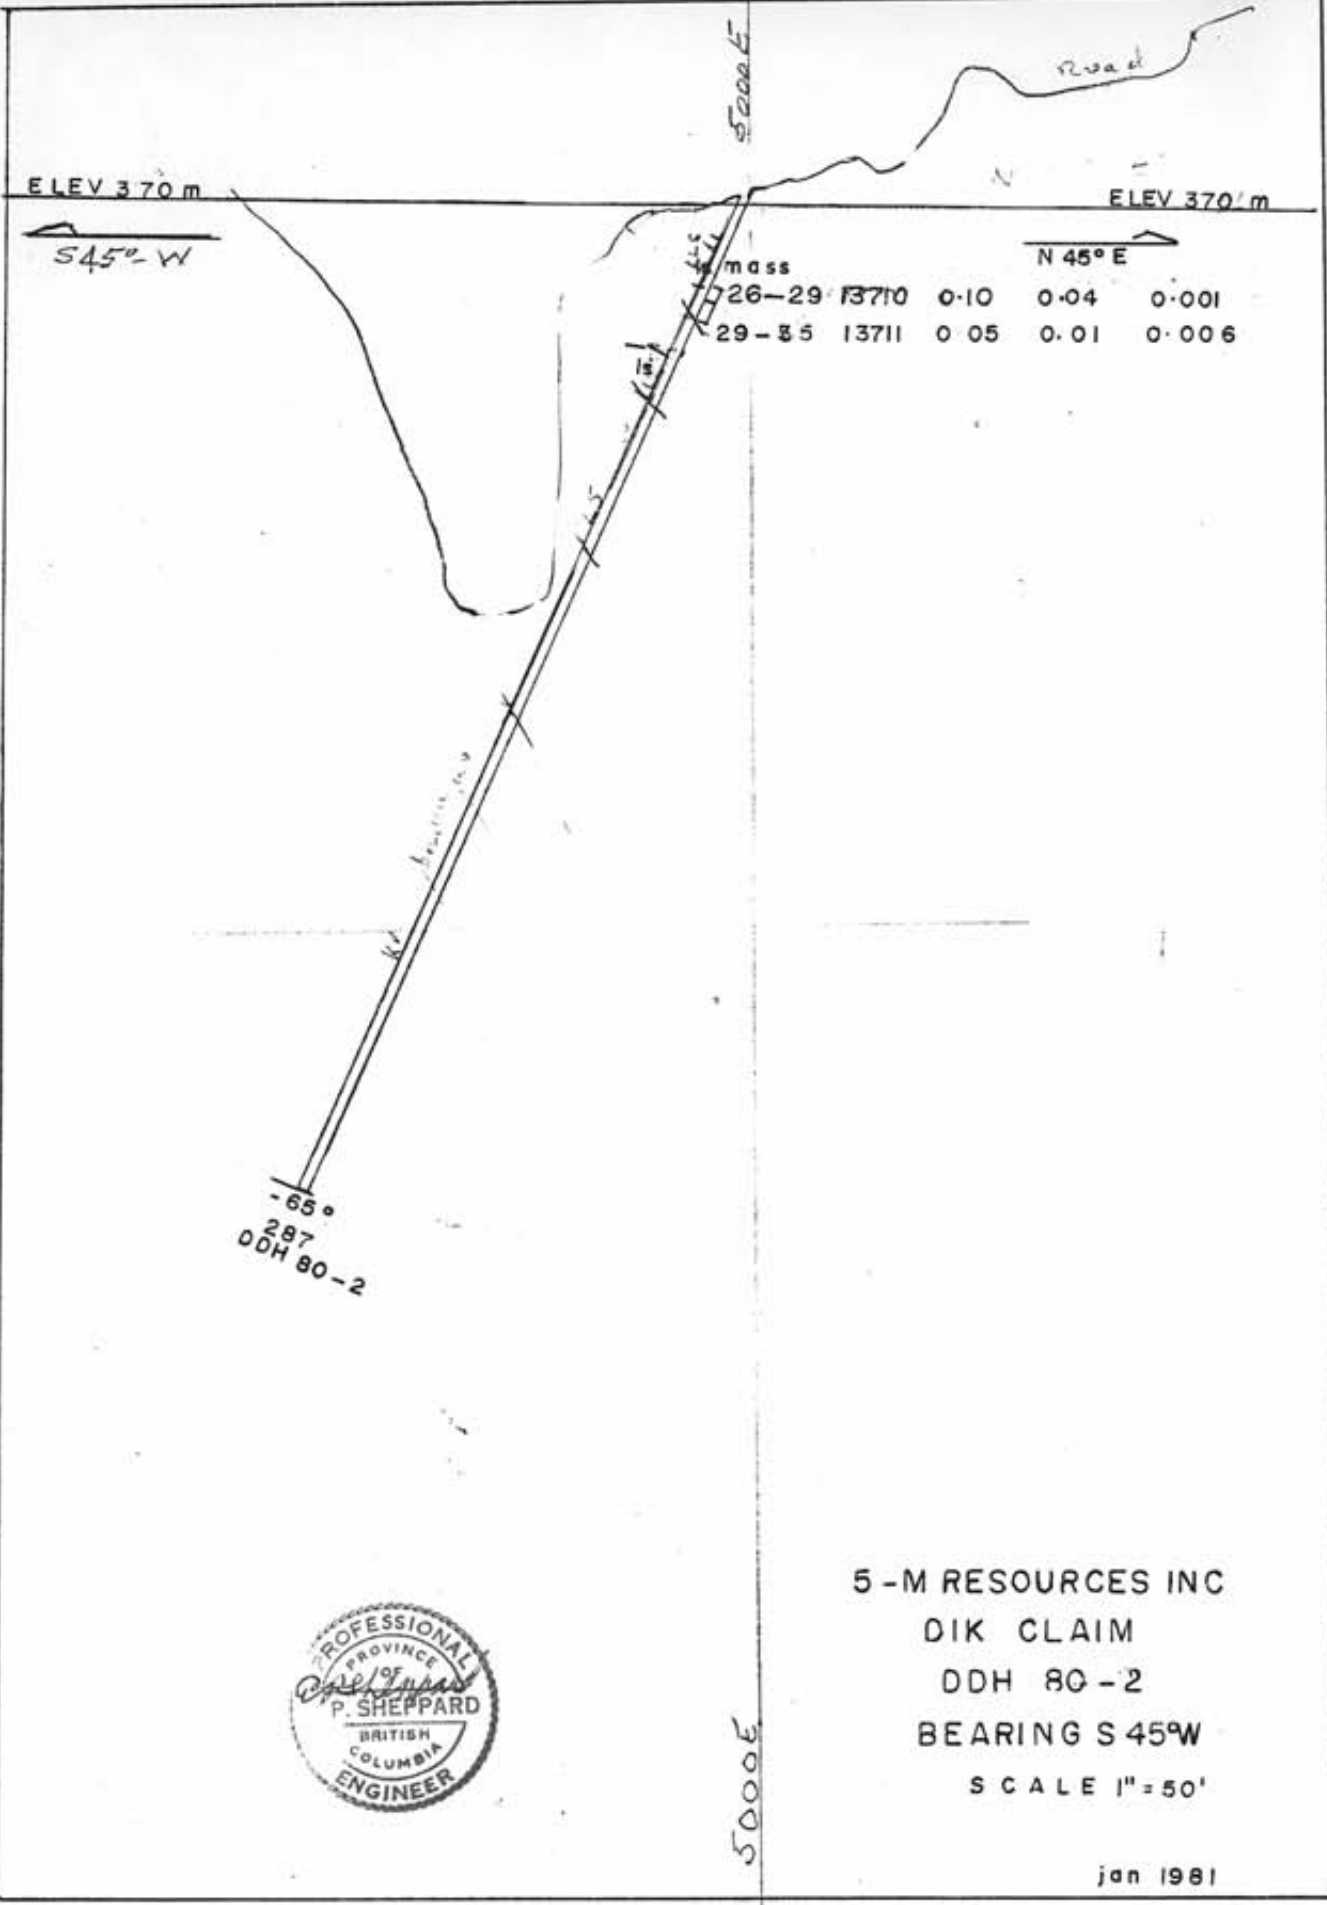 5000E
Road
ELEV 370 m
ELEV 370 m
S45°-W
N 45° E
mass
26-29 13710 0.10 0.04 0.001
29-35 13711 0.05 0.01 0.006
ls
LS
-65°
287
DDH 80-2
5-M RESOURCES INC
DIK CLAIM
DDH 80-2
BEARING S 45°W
SCALE 1"=50'
PROFESSIONAL
PROVINCE
OF
P. SHEPPARD
BRITISH
COLUMBIA
ENGINEER
5000E
jan 1981